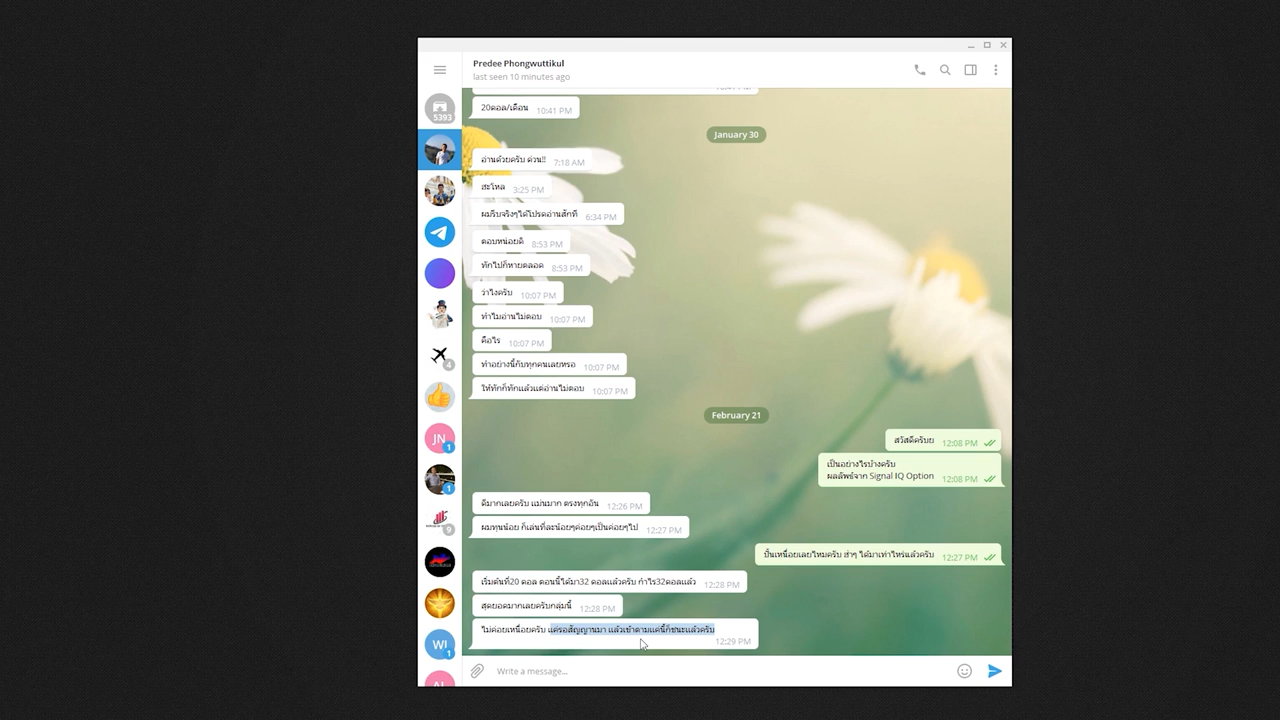 Predee Phongwuttikul
last seen 10 minutes ago
5393
20ดอล/เดือน 10:41 PM
January 30
อ่านด้วยครับ ด่วน!! 7:18 AM
สะโหล 3:25 PM
ผมรีบจริงๆได้โปรดอ่านสักที 6:34 PM
ตอบหน่อยดิ 8:53 PM
ทักไปก็หายตลอด 8:53 PM
ว่าไงครับ 10:07 PM
ทำไมอ่านไม่ตอบ 10:07 PM
คือไร 10:07 PM
ทำอย่างนี้กับทุกคนเลยหรอ 10:07 PM
ให้ทักก็ทักแล้วแต่อ่านไม่ตอบ 10:07 PM
February 21
สวัสดีครับย 12:08 PM
เป็นอย่างไรบ้างครับ
ผลลัพธ์จาก Signal IQ Option 12:08 PM
ดีมากเลยครับ แม่นมาก ตรงทุกอัน 12:26 PM
ผมทุนน้อย ก็เล่นทีละน้อยๆค่อยๆเป็นค่อยๆไป 12:27 PM
ปั้นเหนื่อยเลยไหมครับ ฮ่าๆ ได้มาเท่าไหร่แล้วครับ 12:27 PM
เริ่มต้นที่20 ดอล ตอนนี้ได้มา32 ดอลแล้วครับ กำไร32ดอลแล้ว 12:28 PM
สุดยอดมากเลยครับกลุ่มนี้ 12:28 PM
ไม่ค่อยเหนื่อยครับ แค่รอสัญญานมา แล้วเข้าตามแค่นี้ก็ชนะแล้วครับ
12:29 PM
4
JN
1
1
9
WI
1
Write a message...